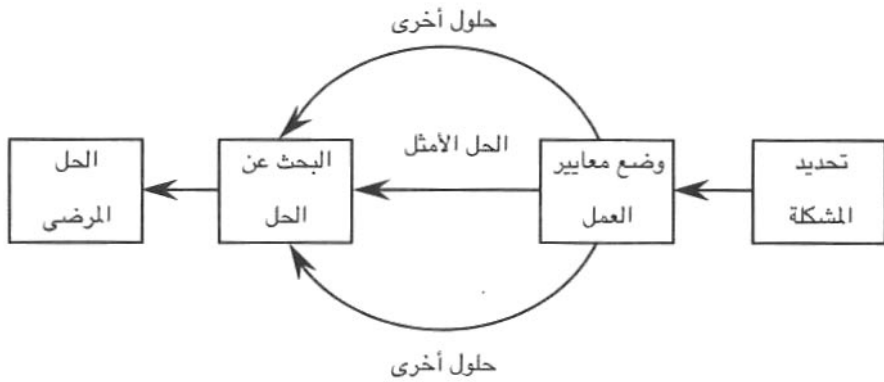 حلول أخرى
تحديد
المشكلة
وضع معايير
العمل
الحل الأمثل
البحث عن
الحل
الحل
المرضى
حلول أخرى